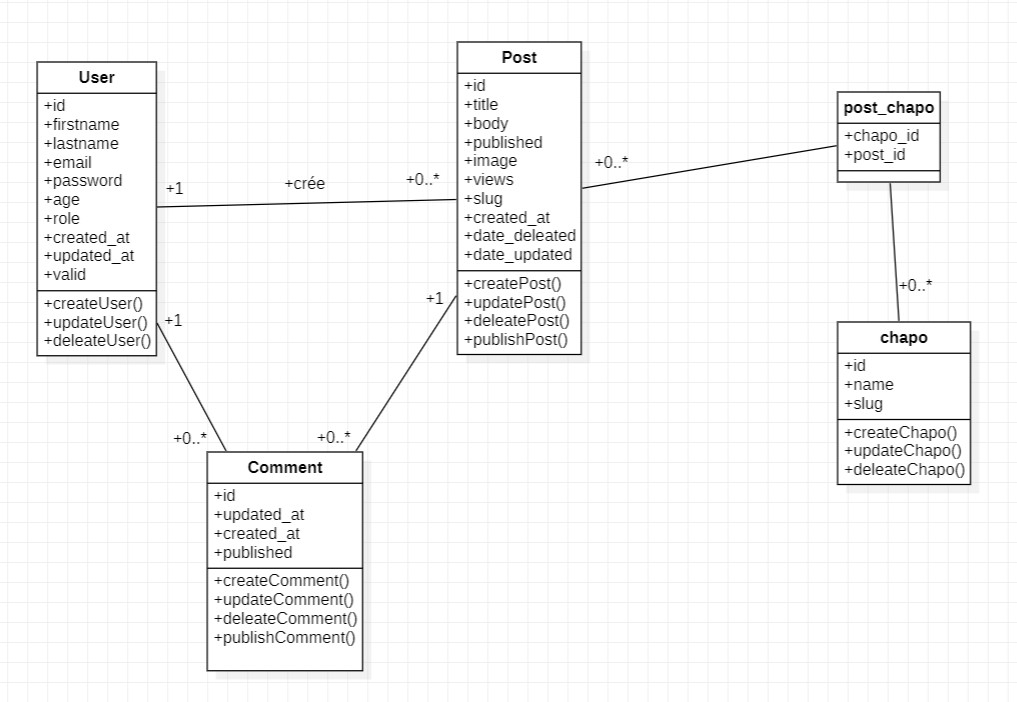 User
+id
+firstname
+lastname
+email
+password
+age
+role
+created_at
+updated_at
+valid
+createUser()
+updateUser()
+deleateUser()
+1
+crée
+0..*
Post
+id
+title
+body
+published
+image
+views
+slug
+created_at
+date_deleated
+date_updated
+createPost()
+updatePost()
+deleatePost()
+publishPost()
+0..*
post_chapo
+chapo_id
+post_id
+0..*
chapo
+id
+name
+slug
+createChapo()
+updateChapo()
+deleateChapo()
+1
+0..*
+1
+0..*
Comment
+id
+updated_at
+created_at
+published
+createComment()
+updateComment()
+deleateComment()
+publishComment()